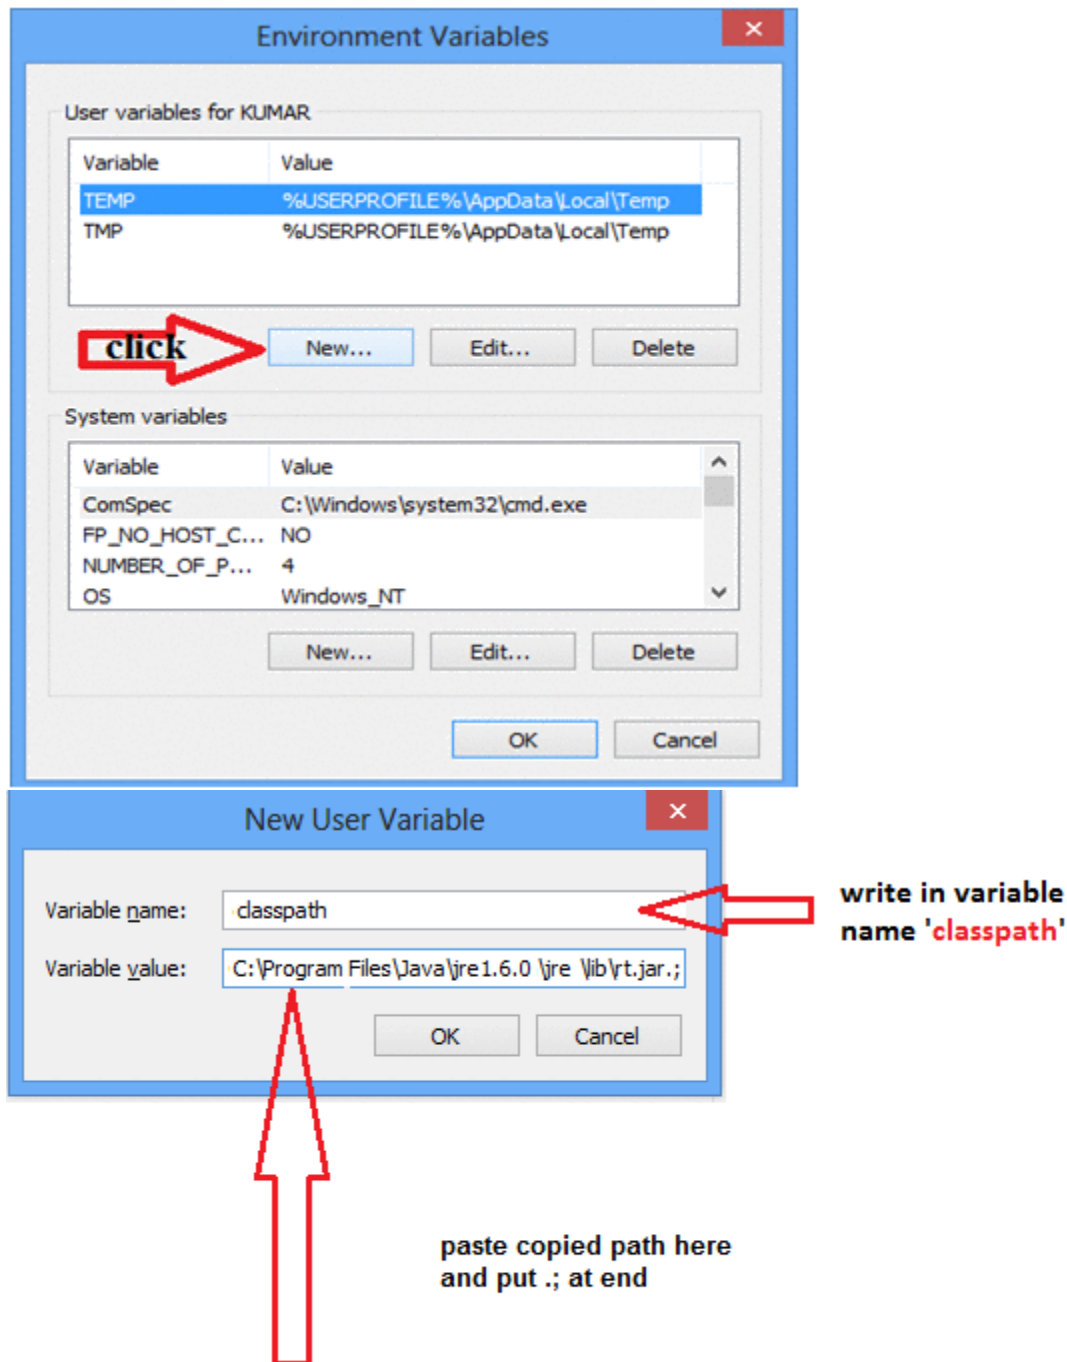 Environment Variables
User variables for KUMAR
Variable Value
TEMP %USERPROFILE%\AppData\Local\Temp
TMP %USERPROFILE%\AppData\Local\Temp
click New... Edit... Delete
System variables
Variable Value
ComSpec C:\Windows\system32\cmd.exe
FP_NO_HOST_C... NO
NUMBER_OF_P... 4
OS Windows_NT
New... Edit... Delete
OK Cancel
New User Variable
write in variable
Variable name: classpath
name 'classpath'
Variable value: C:\Program Files\Java\jre1.6.0 \jre \lib\rt.jar.;
OK Cancel
paste copied path here
and put .; at end